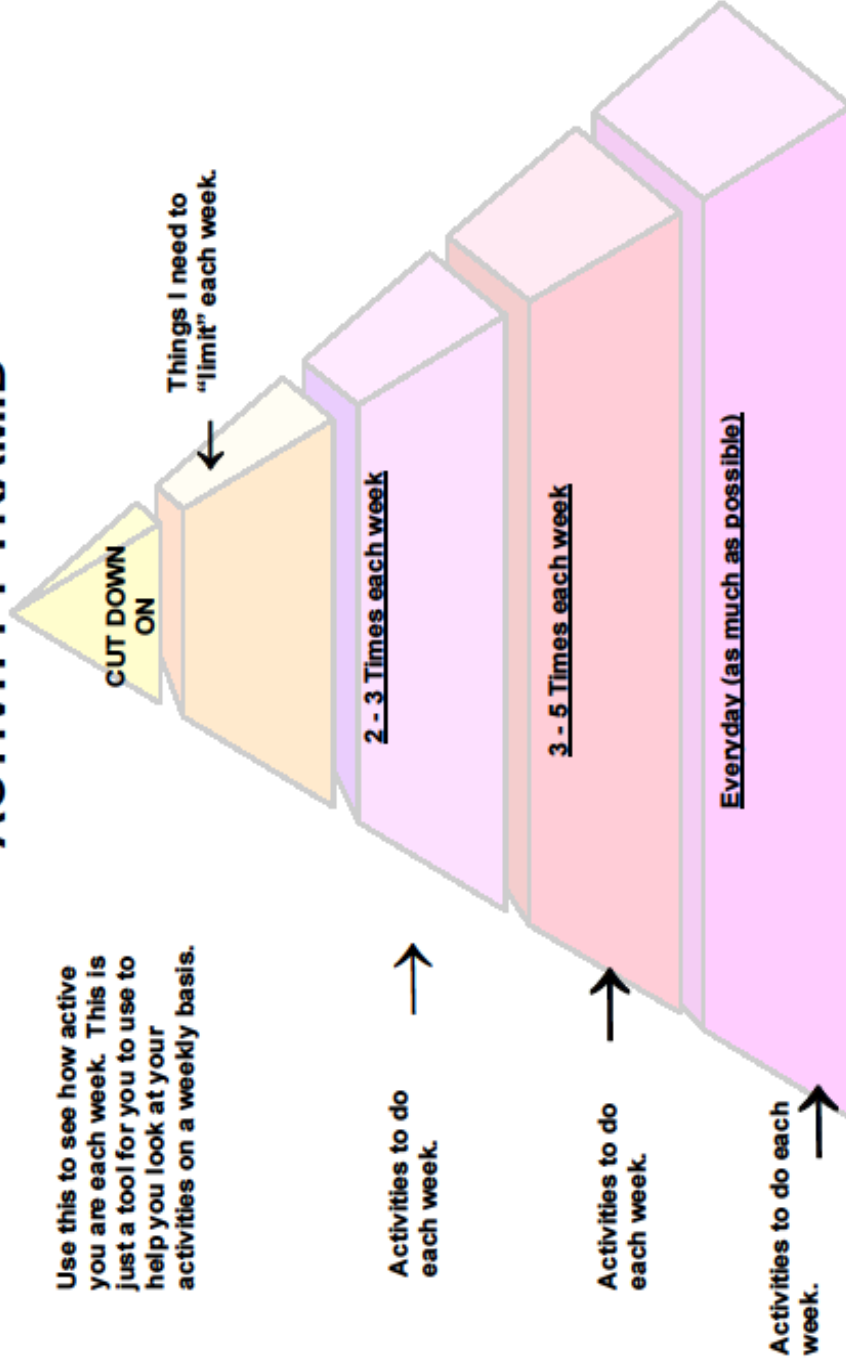 Use this to see how active
you are each week. This is
just a tool for you to use to
help you look at your
activities on a weekly basis.
CUT DOWN
ON
Things I need to
“limit” each week.
Activities to do
each week.
2 - 3 Times each week
Activities to do
each week.
3 - 5 Times each week
Activities to do each
week.
Everyday (as much as possible)